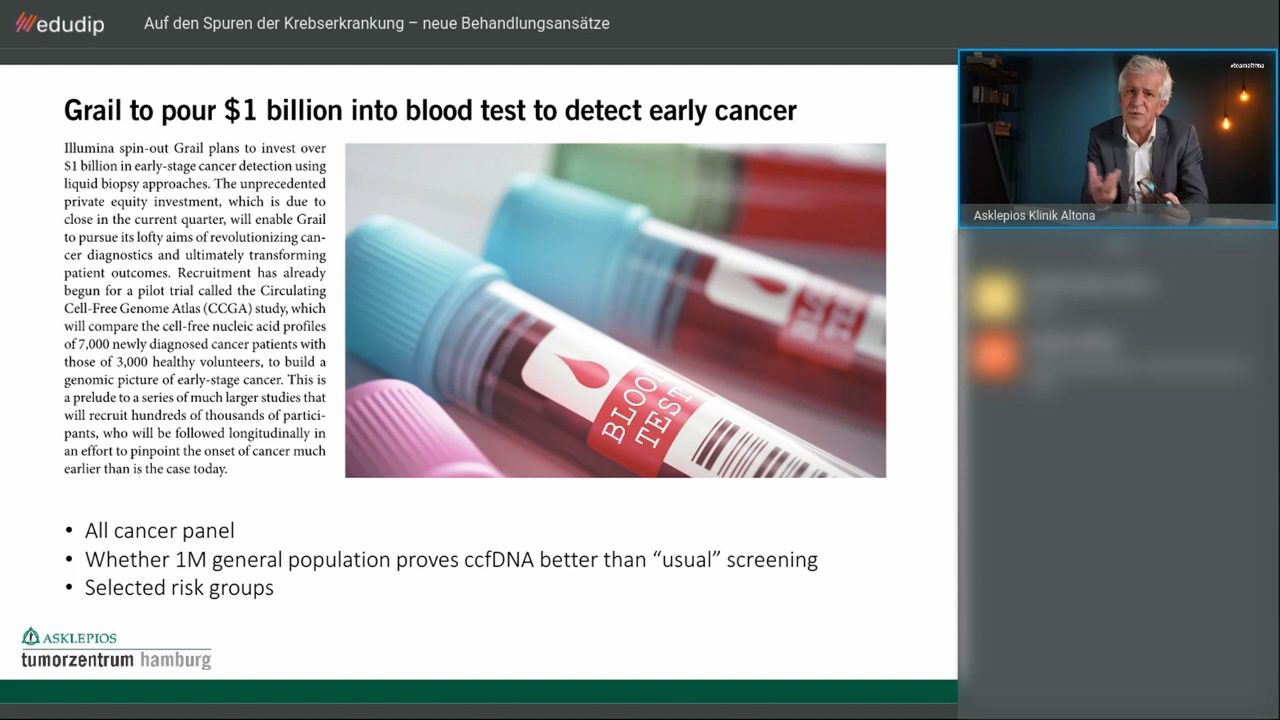 edudip
Auf den Spuren der Krebserkrankung – neue Behandlungsansätze
Grail to pour $1 billion into blood test to detect early cancer
Illumina spin-out Grail plans to invest over
$1 billion in early-stage cancer detection using
liquid biopsy approaches. The unprecedented
private equity investment, which is due to
close in the current quarter, will enable Grail
to pursue its lofty aims of revolutionizing can-
cer diagnostics and ultimately transforming
patient outcomes. Recruitment has already
begun for a pilot trial called the Circulating
Cell-Free Genome Atlas (CCGA) study, which
will compare the cell-free nucleic acid profiles
of 7,000 newly diagnosed cancer patients with
those of 3,000 healthy volunteers, to build a
genomic picture of early-stage cancer. This is
a prelude to a series of much larger studies that
will recruit hundreds of thousands of partici-
pants, who will be followed longitudinally in
an effort to pinpoint the onset of cancer much
earlier than is the case today.
BLOOD
TEST
BLOOD
TEST
• All cancer panel
• Whether 1M general population proves ccfDNA better than “usual” screening
• Selected risk groups
ASKLEPIOS
tumorzentrum hamburg
#teamaltona
Asklepios Klinik Altona